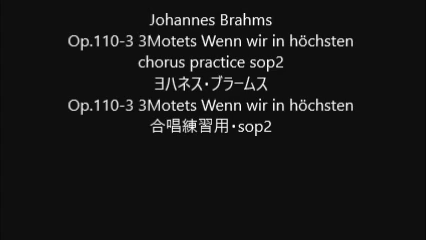 Johannes Brahms
Op.110-3 3Motets Wenn wir in höchsten
chorus practice sop2
ヨハネス・ブラームス
Op.110-3 3Motets Wenn wir in höchsten
合唱練習用・sop2